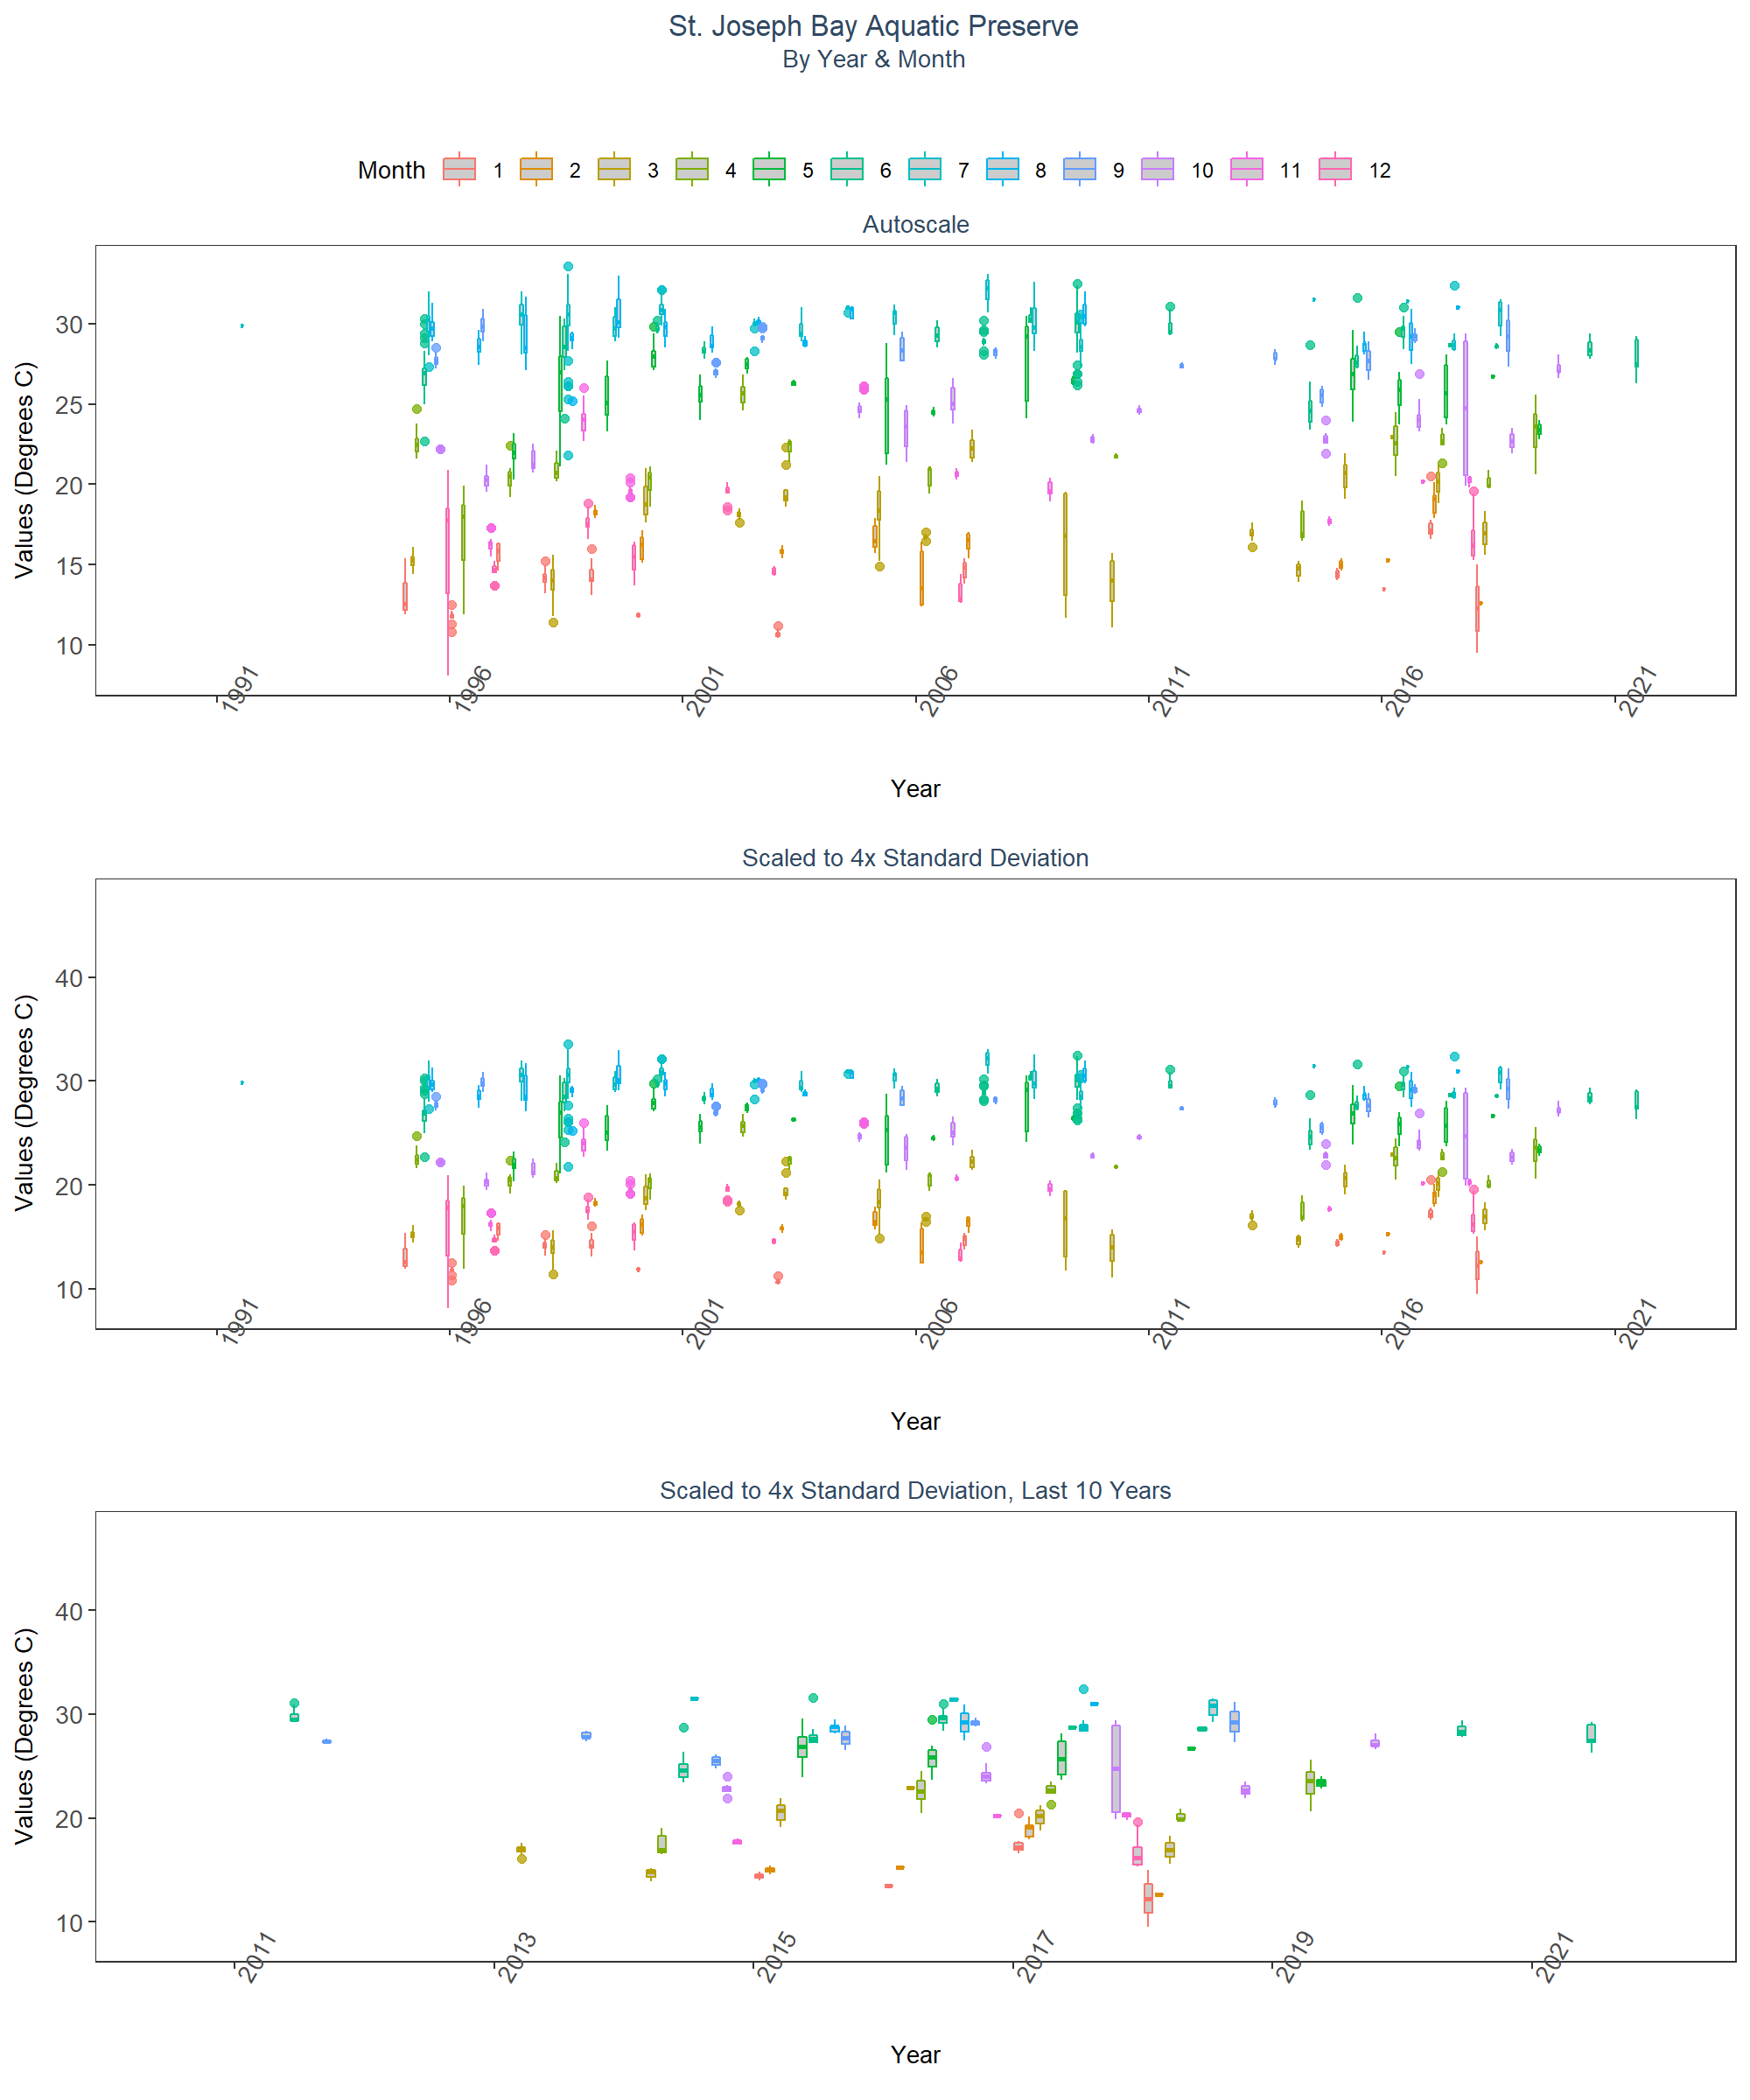 St. Joseph Bay Aquatic Preserve
By Year & Month
Month 1 2 3 4 5 6 7 8 9 10 11 12
Autoscale
Values (Degrees C)
30
25
20
15
10
1991 1996 2001 2006 2011 2016 2021
Year
Scaled to 4x Standard Deviation
Values (Degrees C)
40
30
20
10
1991 1996 2001 2006 2011 2016 2021
Year
Scaled to 4x Standard Deviation, Last 10 Years
Values (Degrees C)
40
30
20
10
2011 2013 2015 2017 2019 2021
Year